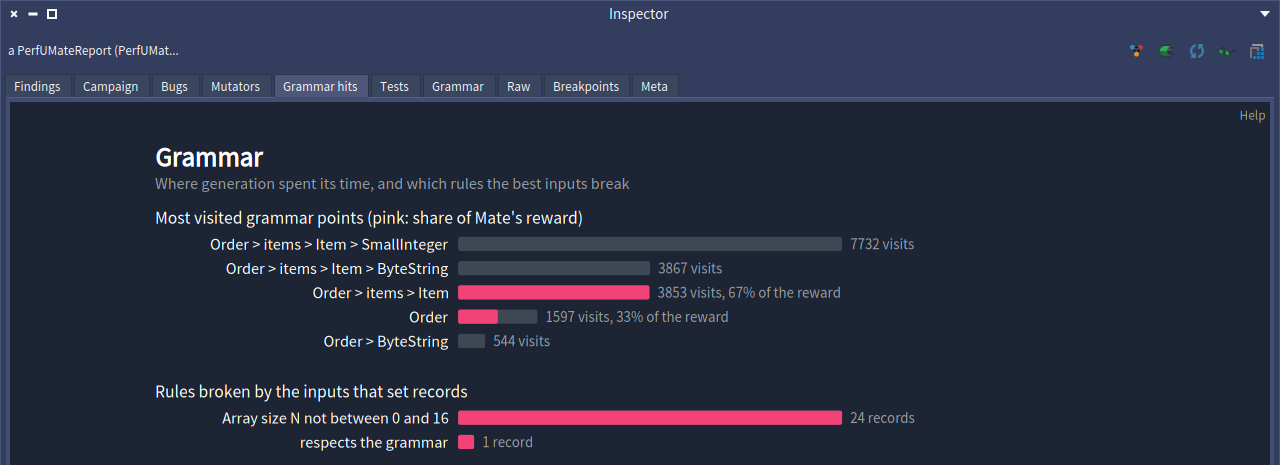 Inspector
a PerfUMateReport (PerfUMat...
Findings Campaign Bugs Mutators Grammar hits Tests Grammar Raw Breakpoints Meta
Help
Grammar
Where generation spent its time, and which rules the best inputs break
Most visited grammar points (pink: share of Mate's reward)
Order > items > Item > SmallInteger 7732 visits
Order > items > Item > ByteString 3867 visits
Order > items > Item 3853 visits, 67% of the reward
Order 1597 visits, 33% of the reward
Order > ByteString 544 visits
Rules broken by the inputs that set records
Array size N not between 0 and 16 24 records
respects the grammar 1 record